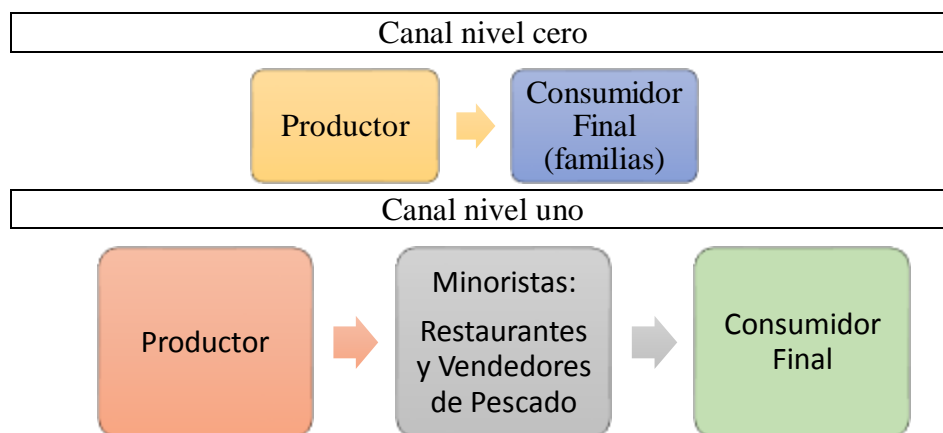 Canal nivel cero
Productor
Consumidor
Final
(familias)
Canal nivel uno
Productor
Minoristas:
Restaurantes
y Vendedores
de Pescado
Consumidor
Final